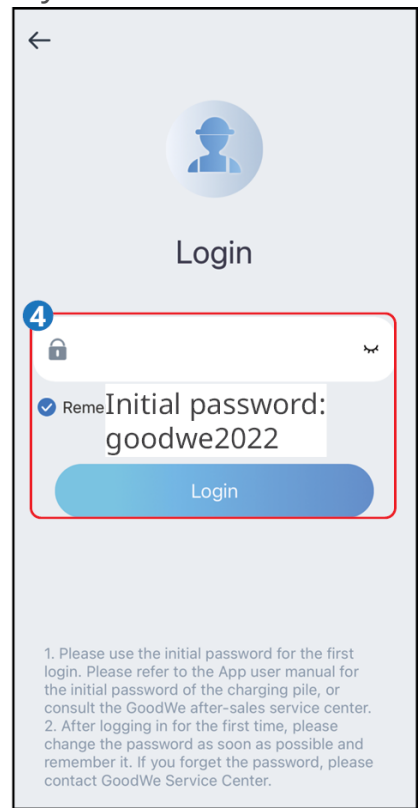 Login
4
Reme
Initial password:
goodwe2022
Login
1. Please use the initial password for the first
login. Please refer to the App user manual for
the initial password of the charging pile, or
consult the GoodWe after-sales service center.
2. After logging in for the first time, please
change the password as soon as possible and
remember it. If you forget the password, please
contact GoodWe Service Center.